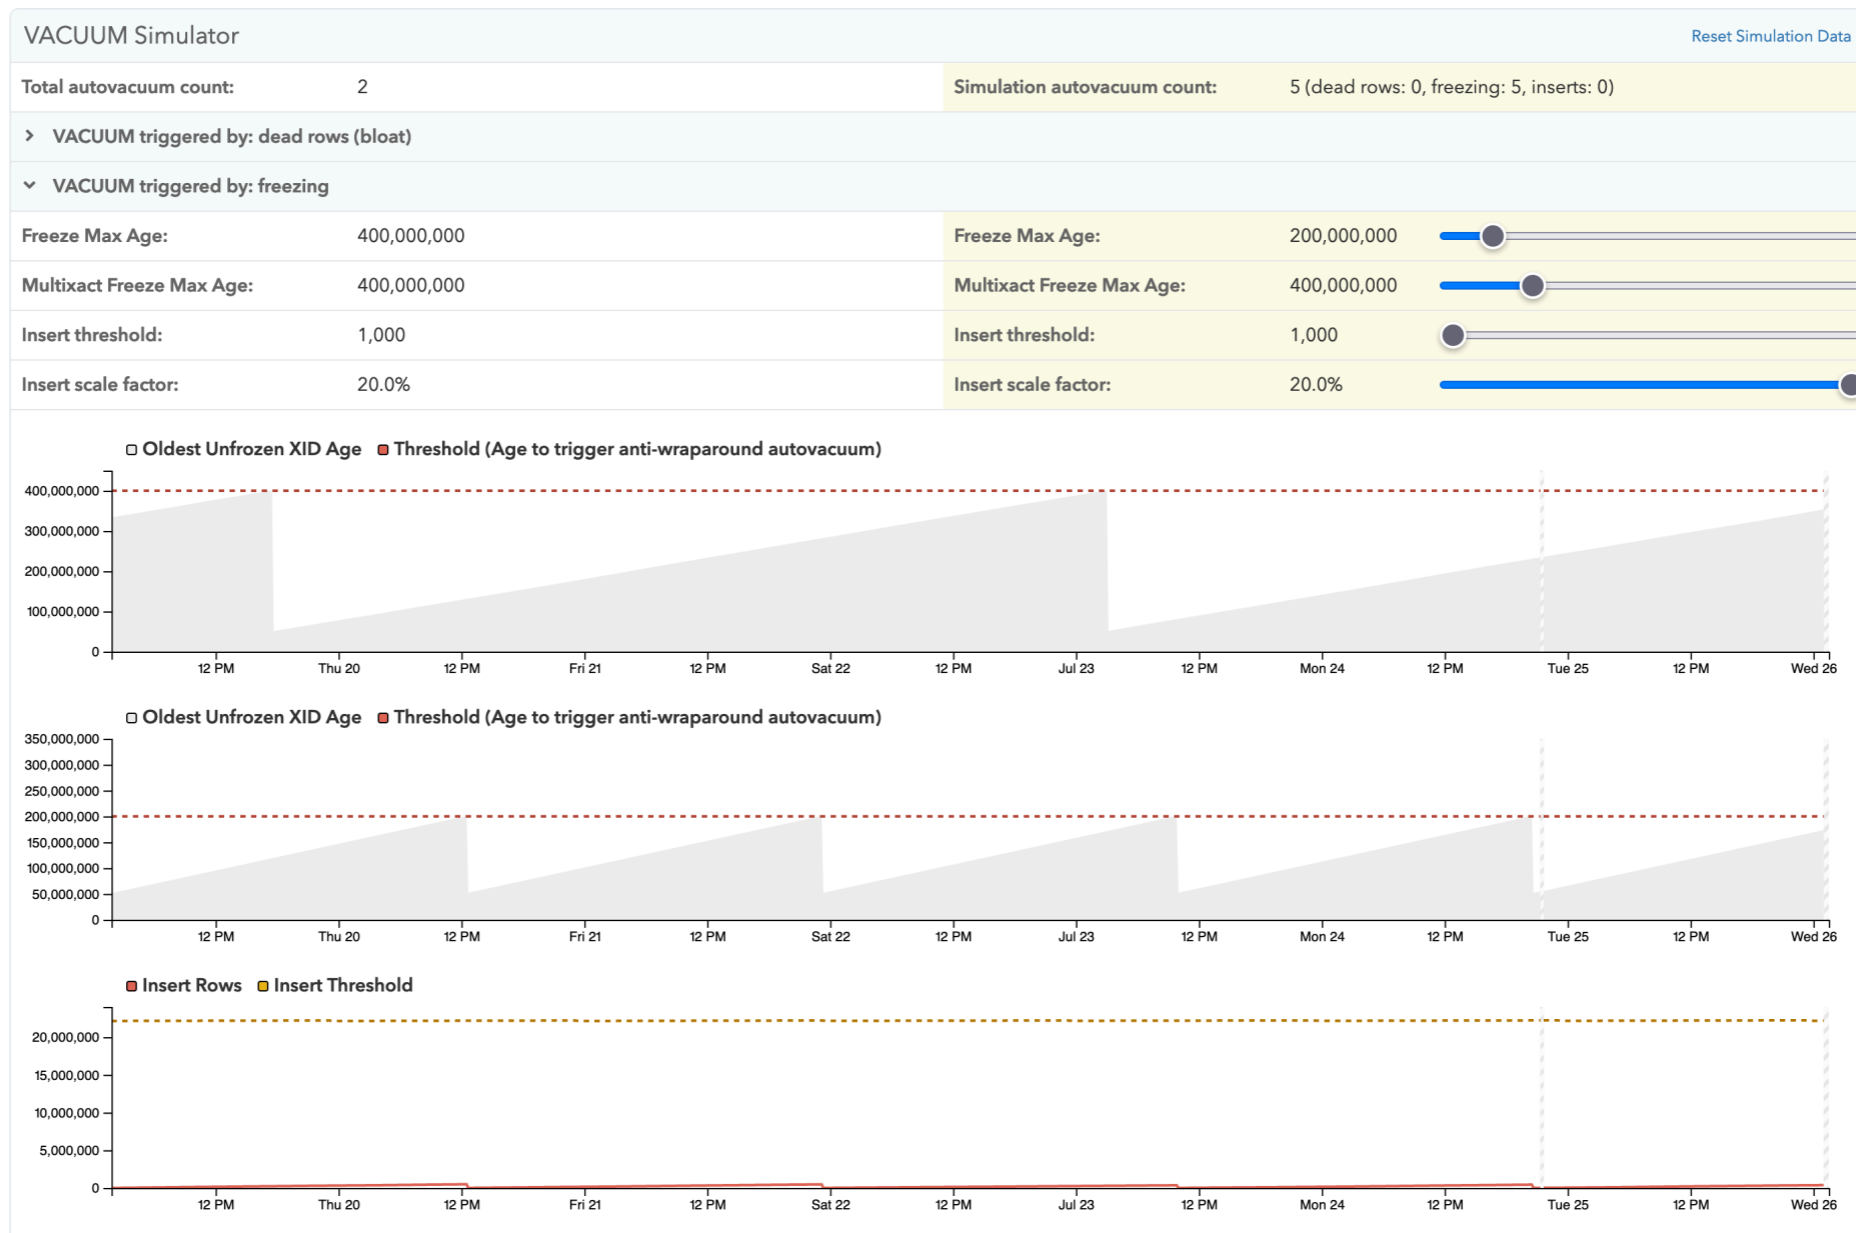 VACUUM Simulator Reset Simulation Data
Total autovacuum count: 2 Simulation autovacuum count: 5 (dead rows: 0, freezing: 5, inserts: 0)
VACUUM triggered by: dead rows (bloat)
VACUUM triggered by: freezing
Freeze Max Age: 400,000,000 Freeze Max Age: 200,000,000
Multixact Freeze Max Age: 400,000,000 Multixact Freeze Max Age: 400,000,000
Insert threshold: 1,000 Insert threshold: 1,000
Insert scale factor: 20.0% Insert scale factor: 20.0%
Oldest Unfrozen XID Age Threshold (Age to trigger anti-wraparound autovacuum)
400,000,000
300,000,000
200,000,000
100,000,000
0
12 PM Thu 20 12 PM Fri 21 12 PM Sat 22 12 PM Jul 23 12 PM Mon 24 12 PM Tue 25 12 PM Wed 26
Oldest Unfrozen XID Age Threshold (Age to trigger anti-wraparound autovacuum)
350,000,000
300,000,000
250,000,000
200,000,000
150,000,000
100,000,000
50,000,000
0
12 PM Thu 20 12 PM Fri 21 12 PM Sat 22 12 PM Jul 23 12 PM Mon 24 12 PM Tue 25 12 PM Wed 26
Insert Rows Insert Threshold
20,000,000
15,000,000
10,000,000
5,000,000
0
12 PM Thu 20 12 PM Fri 21 12 PM Sat 22 12 PM Jul 23 12 PM Mon 24 12 PM Tue 25 12 PM Wed 26